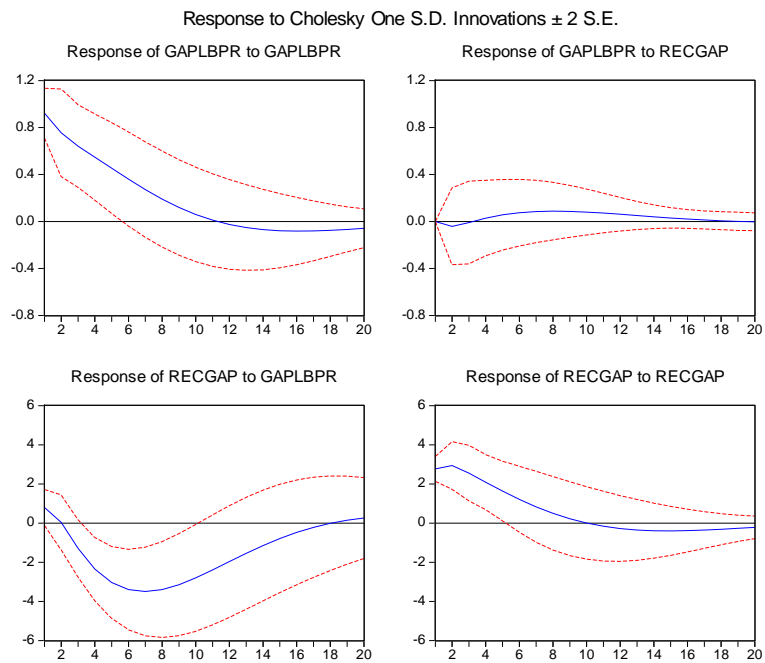 Response to Cholesky One S.D. Innovations ± 2 S.E.
Response of GAPLBPR to GAPLBPR
1.2
0.8
0.4
0.0
-0.4
-0.8
2 4 6 8 10 12 14 16 18 20
Response of GAPLBPR to RECGAP
1.2
0.8
0.4
0.0
-0.4
-0.8
2 4 6 8 10 12 14 16 18 20
Response of RECGAP to GAPLBPR
6
4
2
0
-2
-4
-6
2 4 6 8 10 12 14 16 18 20
Response of RECGAP to RECGAP
6
4
2
0
-2
-4
-6
2 4 6 8 10 12 14 16 18 20